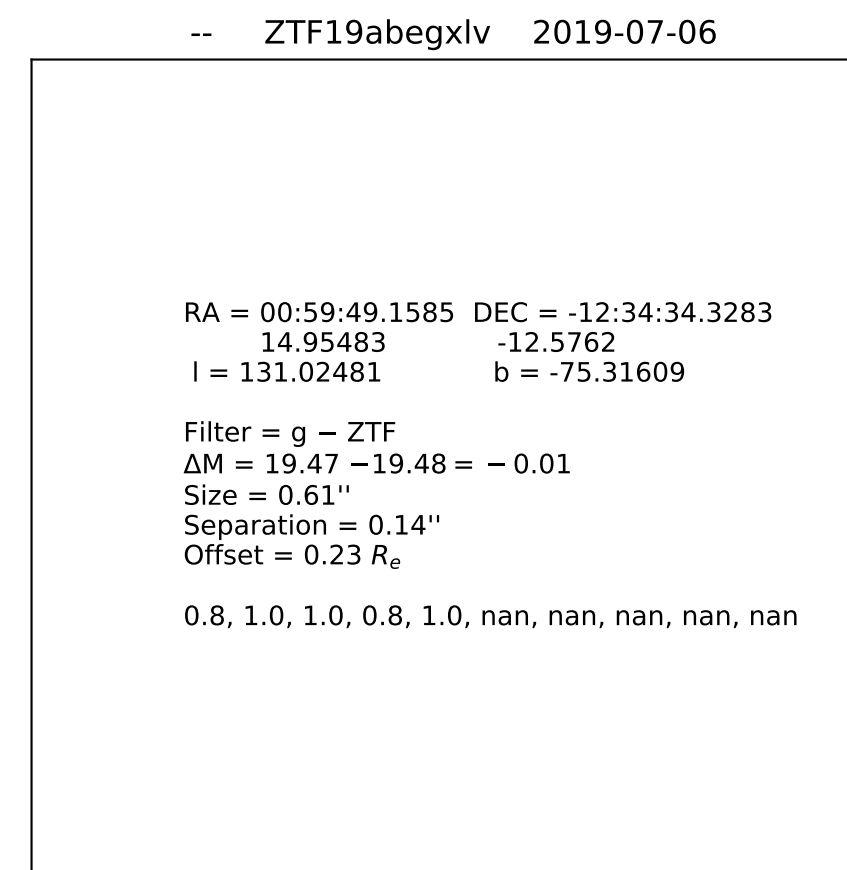 -- ZTF19abegxlv 2019-07-06
RA = 00:59:49.1585 DEC = -12:34:34.3283
14.95483 -12.5762
l = 131.02481 b = -75.31609
Filter = g − ZTF
ΔM = 19.47 −19.48 = − 0.01
Size = 0.61''
Separation = 0.14''
Offset = 0.23 Re
0.8, 1.0, 1.0, 0.8, 1.0, nan, nan, nan, nan, nan